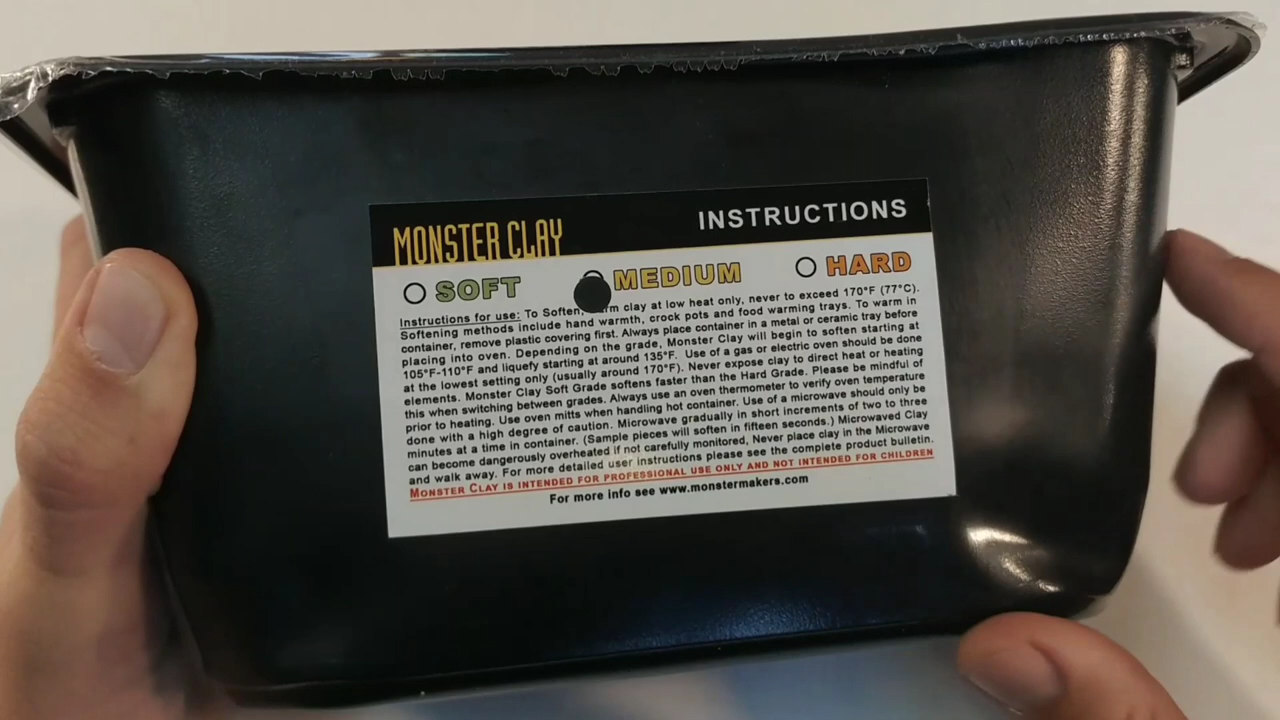 MONSTER CLAY INSTRUCTIONS
SOFT MEDIUM HARD
Instructions for use: To Soften, clay at low heat only, never to exceed 170°F (77°C).
Softening methods include hand warmth, crock pots and food warming trays. To warm in
container, remove plastic covering first. Always place container in a metal or ceramic tray before
placing into oven. Depending on the grade, Monster Clay will begin to soften starting at
105°F-110°F and liquefy starting at around 135°F. Use of a gas or electric oven should be done
at the lowest setting only (usually around 170°F). Never expose clay to direct heat or heating
elements. Monster Clay Soft Grade softens faster than the Hard Grade. Please be mindful of
this when switching between grades. Always use an oven thermometer to verify oven temperature
prior to heating. Use oven mitts when handling hot container. Use of a microwave should only be
done with a high degree of caution. Microwave gradually in short increments of two to three
minutes at a time in container. (Sample pieces will soften in fifteen seconds.) Microwaved Clay
can become dangerously overheated if not carefully monitored, Never place clay in the Microwave
and walk away. For more detailed user instructions please see the complete product bulletin.
MONSTER CLAY IS INTENDED FOR PROFESSIONAL USE ONLY AND NOT INTENDED FOR CHILDREN
For more info see www.monstermakers.com